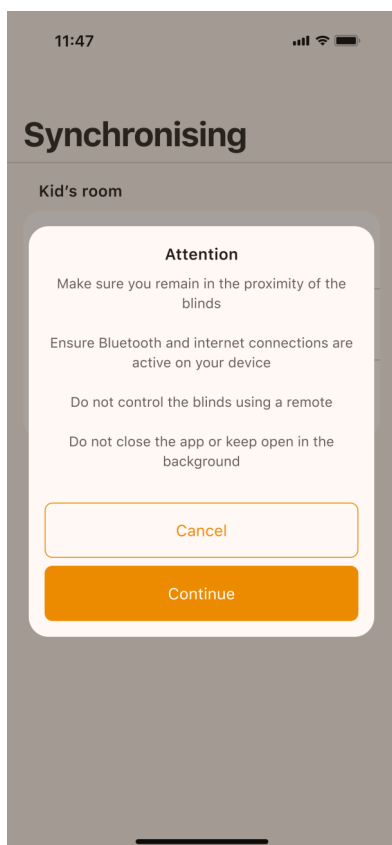 11:47
Synchronising
Kid's room
Attention
Make sure you remain in the proximity of the
blinds
Ensure Bluetooth and internet connections are
active on your device
Do not control the blinds using a remote
Do not close the app or keep open in the
background
Cancel
Continue